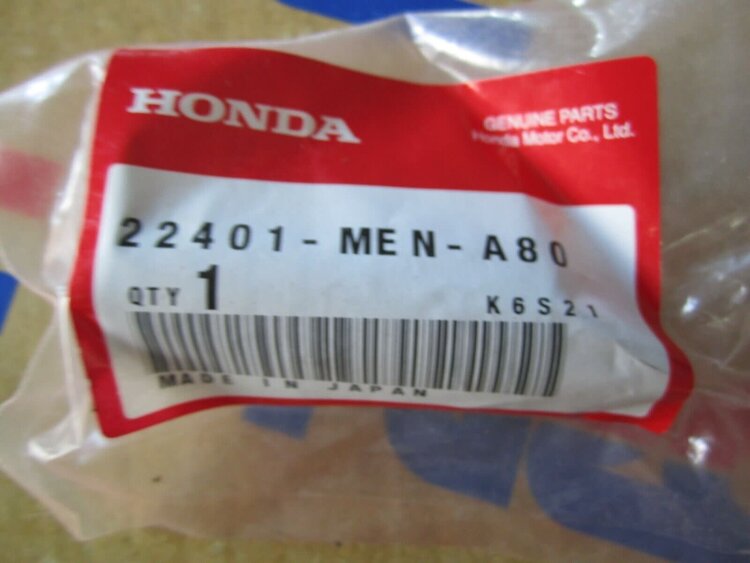 HONDA
GENUINE PARTS
Honda Motor Co., Ltd.
22401-MEN-A80
QTY 1
K6S21
MADE IN JAPAN